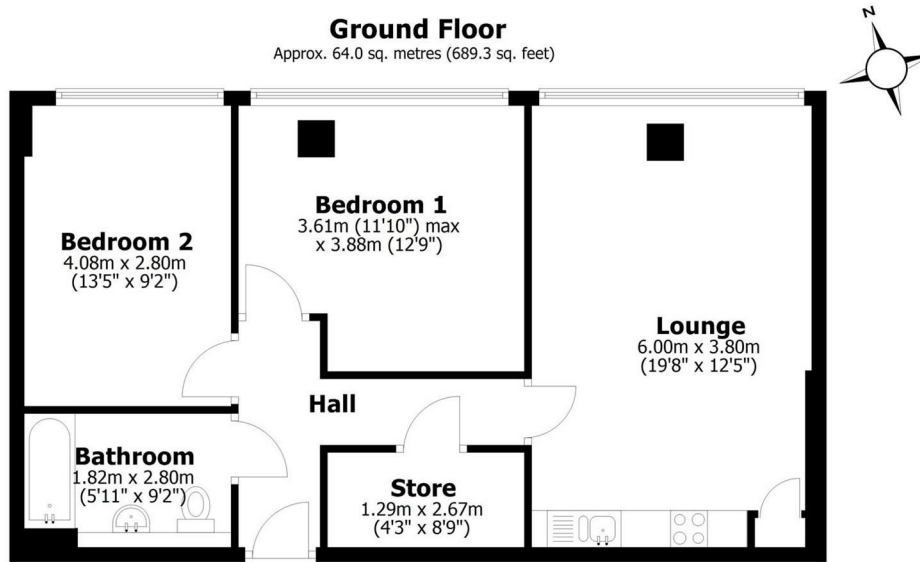 Ground Floor
Approx. 64.0 sq. metres (689.3 sq. feet)
N
Bedroom 2
4.08m x 2.80m
(13'5" x 9'2")
Bedroom 1
3.61m (11'10") max
x 3.88m (12'9")
Lounge
6.00m x 3.80m
(19'8" x 12'5")
Hall
Bathroom
1.82m x 2.80m
(5'11" x 9'2")
Store
1.29m x 2.67m
(4'3" x 8'9")